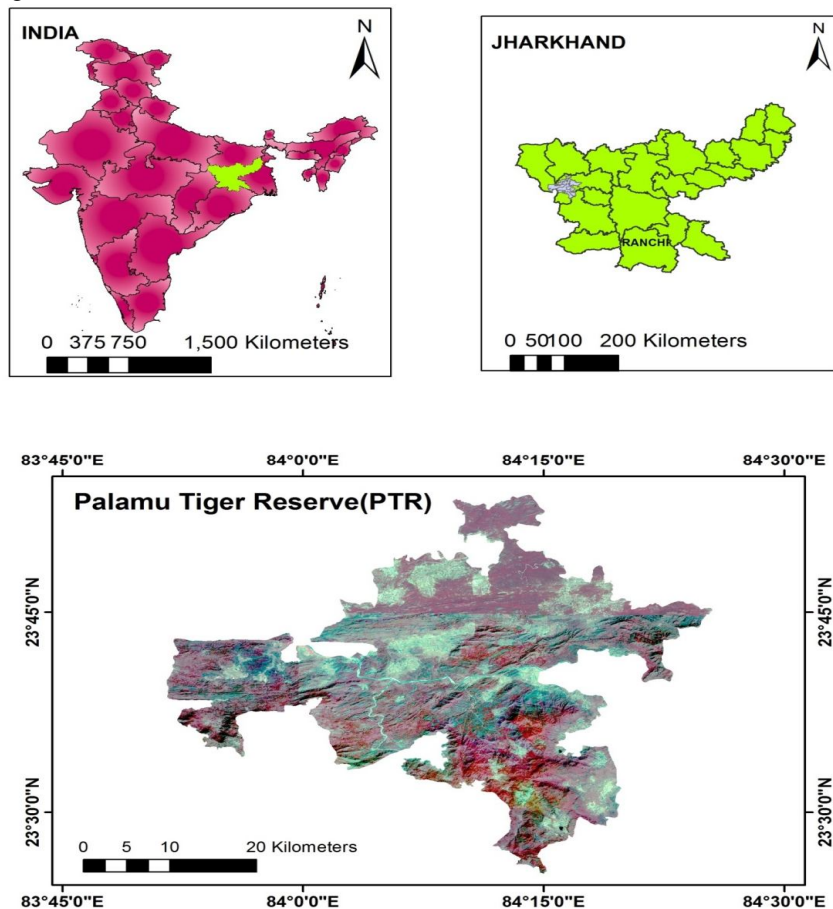 INDIA
N
0 375 750 1,500 Kilometers
JHARKHAND
N
RANCHI
0 50 100 200 Kilometers
83°45'0"E 84°0'0"E 84°15'0"E 84°30'0"E
Palamu Tiger Reserve(PTR)
23°45'0"N 23°45'0"N
23°30'0"N 23°30'0"N
0 5 10 20 Kilometers
83°45'0"E 84°0'0"E 84°15'0"E 84°30'0"E